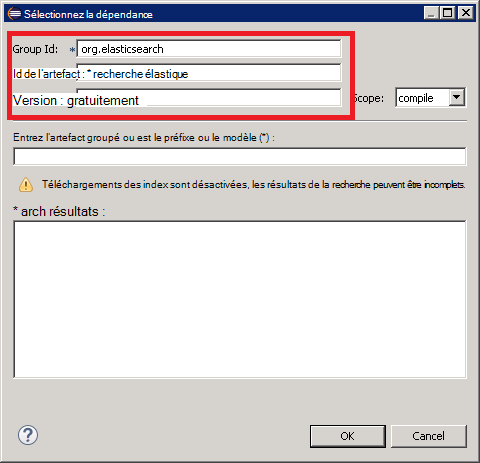 Sélectionnez la dépendance
Group Id: * org.elasticsearch
Id de l'artefact : * recherche élastique
Version : gratuitement
Scope: compile
Entrez l'artefact groupé ou est le préfixe ou le modèle (*) :
Téléchargements des index sont désactivées, les résultats de la recherche peuvent être incomplets.
* arch résultats :
OK Cancel